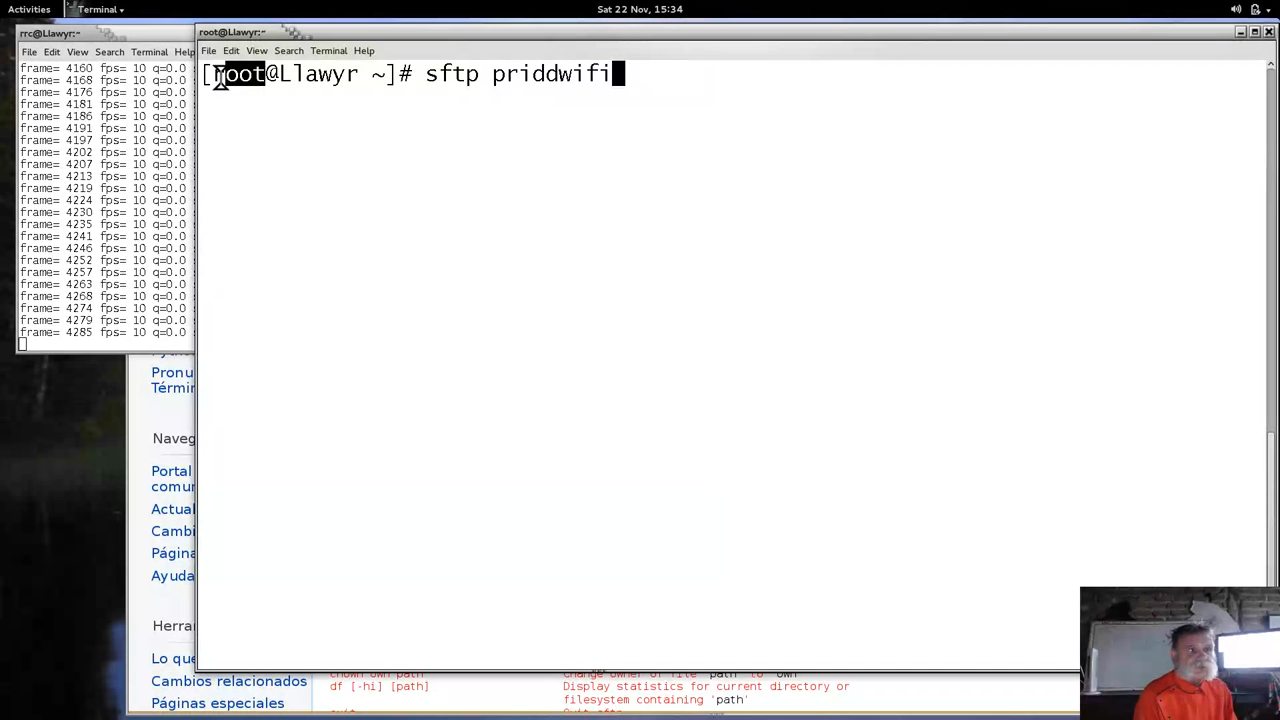 Activities
Terminal
Sat 22 Nov, 15:34
rrc@Llawyr:~
File Edit View Search Terminal Help
frame= 4160 fps= 10 q=0.0
frame= 4168 fps= 10 q=0.0
frame= 4176 fps= 10 q=0.0
frame= 4181 fps= 10 q=0.0
frame= 4186 fps= 10 q=0.0
frame= 4191 fps= 10 q=0.0
frame= 4197 fps= 10 q=0.0
frame= 4202 fps= 10 q=0.0
frame= 4207 fps= 10 q=0.0
frame= 4213 fps= 10 q=0.0
frame= 4219 fps= 10 q=0.0
frame= 4224 fps= 10 q=0.0
frame= 4230 fps= 10 q=0.0
frame= 4235 fps= 10 q=0.0
frame= 4241 fps= 10 q=0.0
frame= 4246 fps= 10 q=0.0
frame= 4252 fps= 10 q=0.0
frame= 4257 fps= 10 q=0.0
frame= 4263 fps= 10 q=0.0
frame= 4268 fps= 10 q=0.0
frame= 4274 fps= 10 q=0.0
frame= 4279 fps= 10 q=0.0
frame= 4285 fps= 10 q=0.0
root@Llawyr:~
File Edit View Search Terminal Help
[root@Llawyr ~]# sftp priddwifi
Pronu
Térmi
Naveg
Portal
comu
Actual
Cambi
Página
Ayuda
Herra
Lo que
Cambios relacionados
Páginas especiales
df [-hi] [path]
Display statistics for current directory or
filesystem containing 'path'